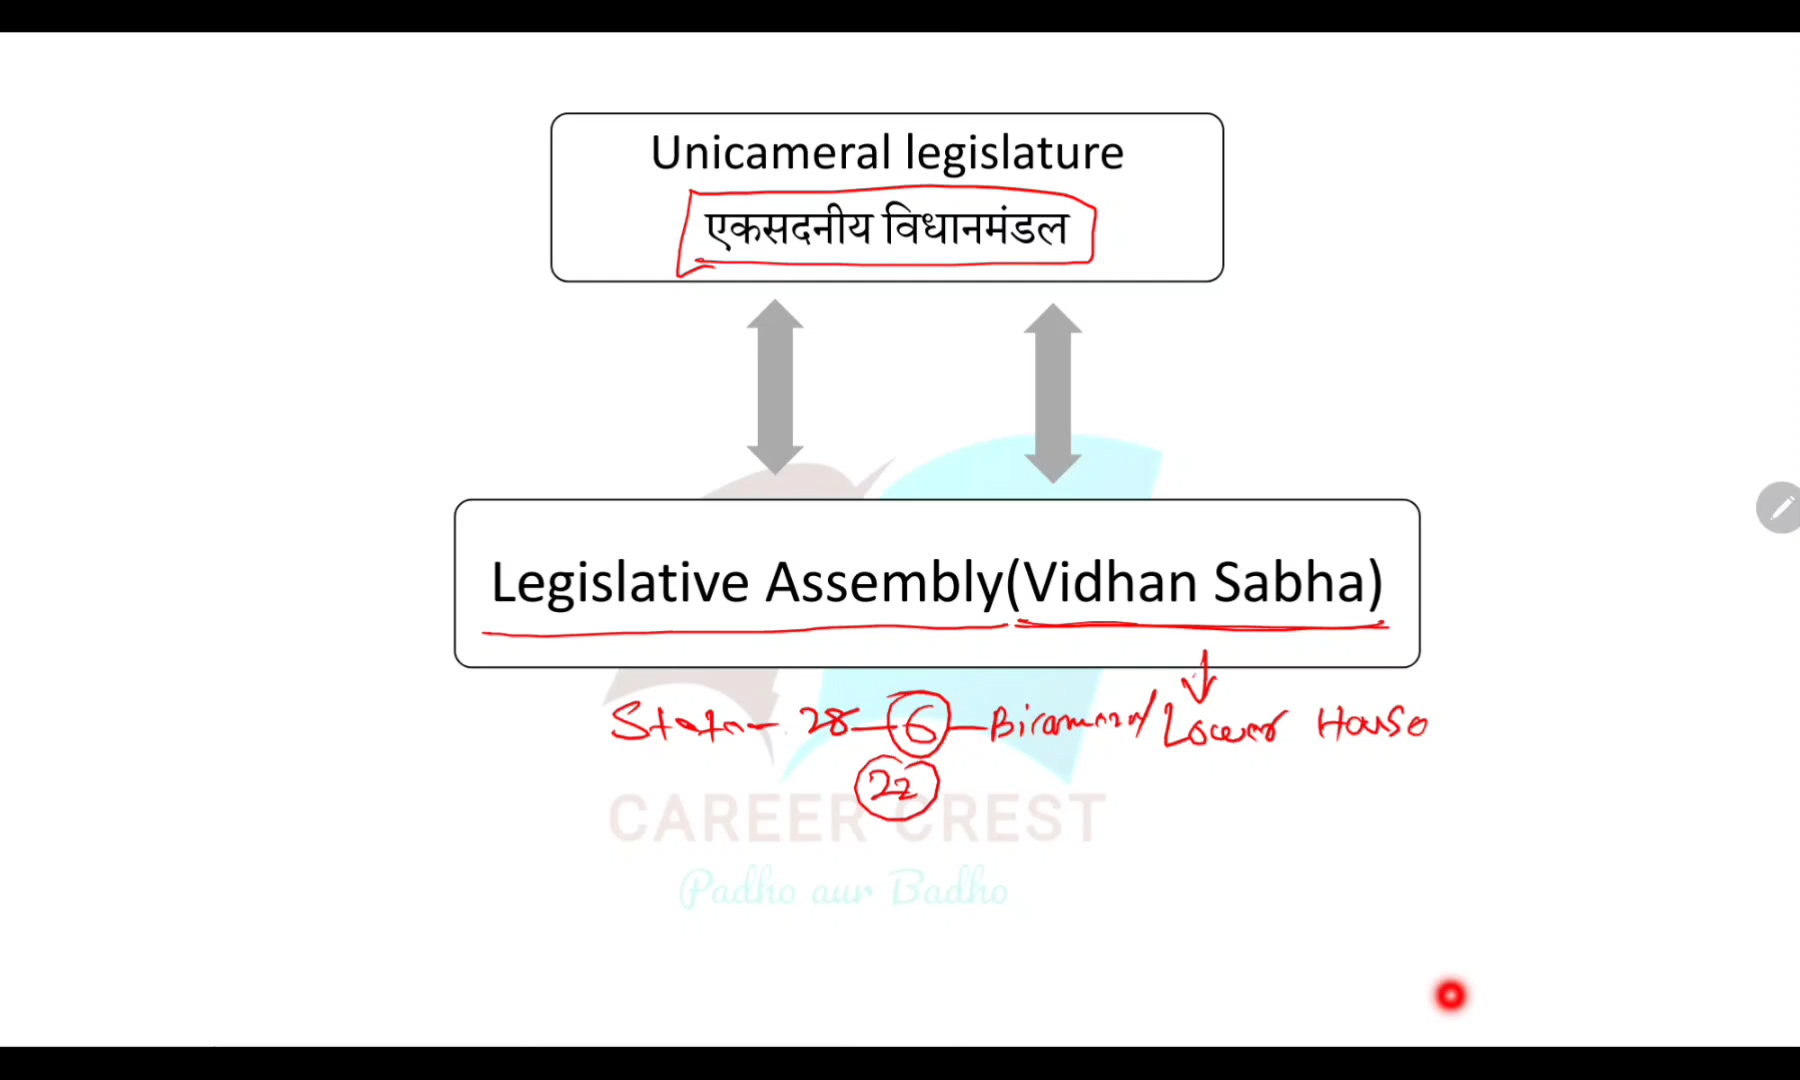 Unicameral legislature
एकसदनीय विधानमंडल
Legislative Assembly(Vidhan Sabha)
28 - 6 - Lower House
22
CAREER CREST
Padho aur Badho